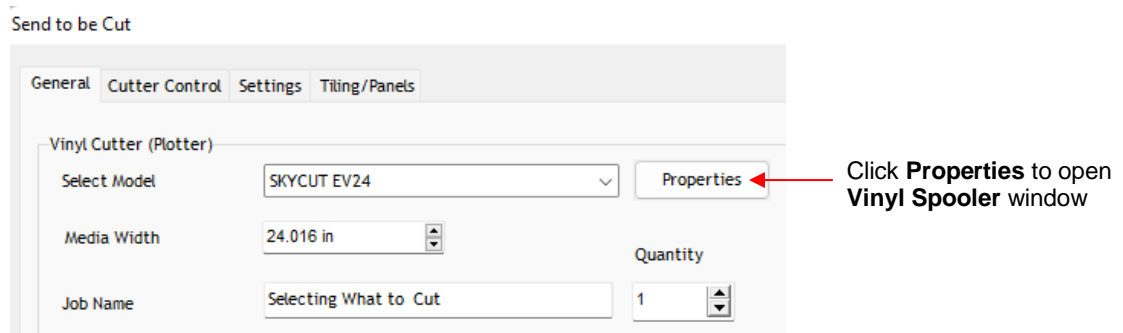 Send to be Cut
General Cutter Control Settings Tiling/Panels
Vinyl Cutter (Plotter)
Select Model SKYCUT EV24 Properties
Click Properties to open
Vinyl Spooler window
Media Width 24.016 in
Quantity
Job Name Selecting What to Cut 1